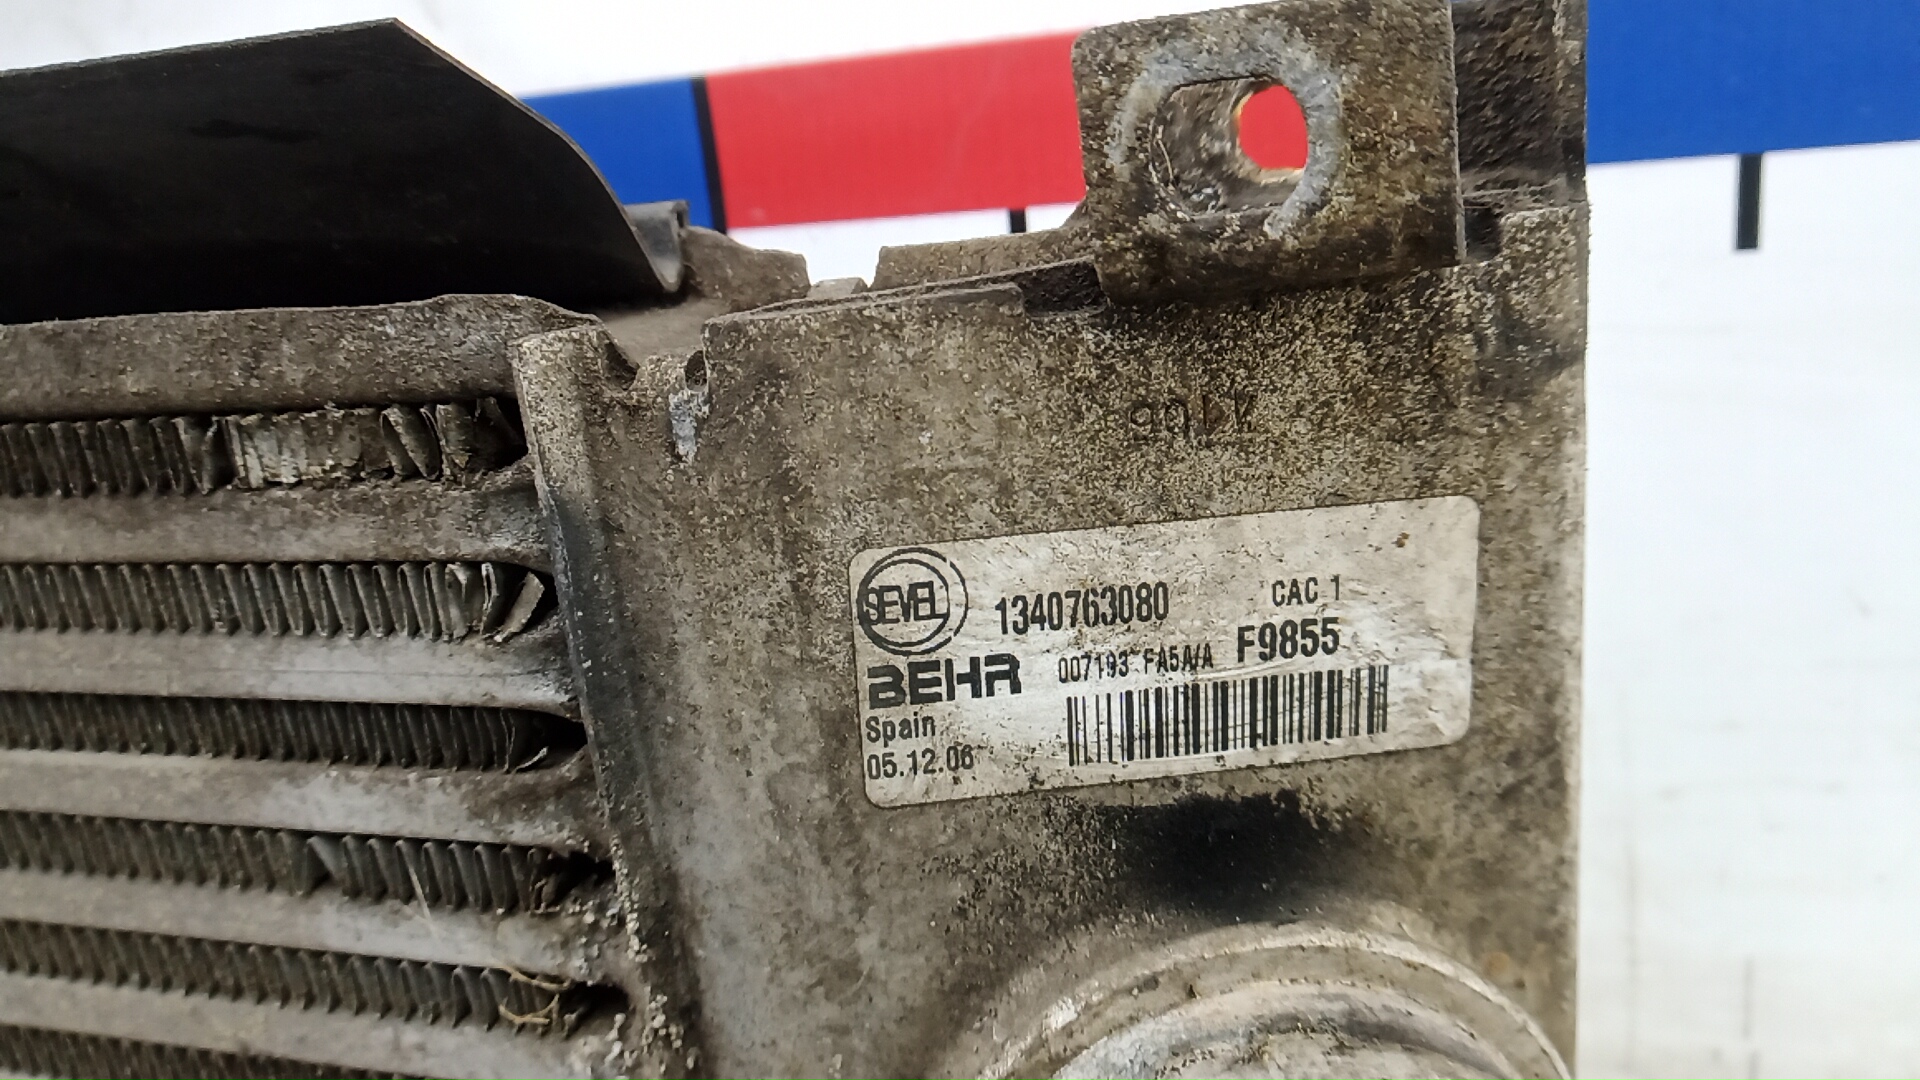 SEVEL
1340763080 CAC 1
BEHR 007193 FA5A/A F9855
Spain
05.12.06